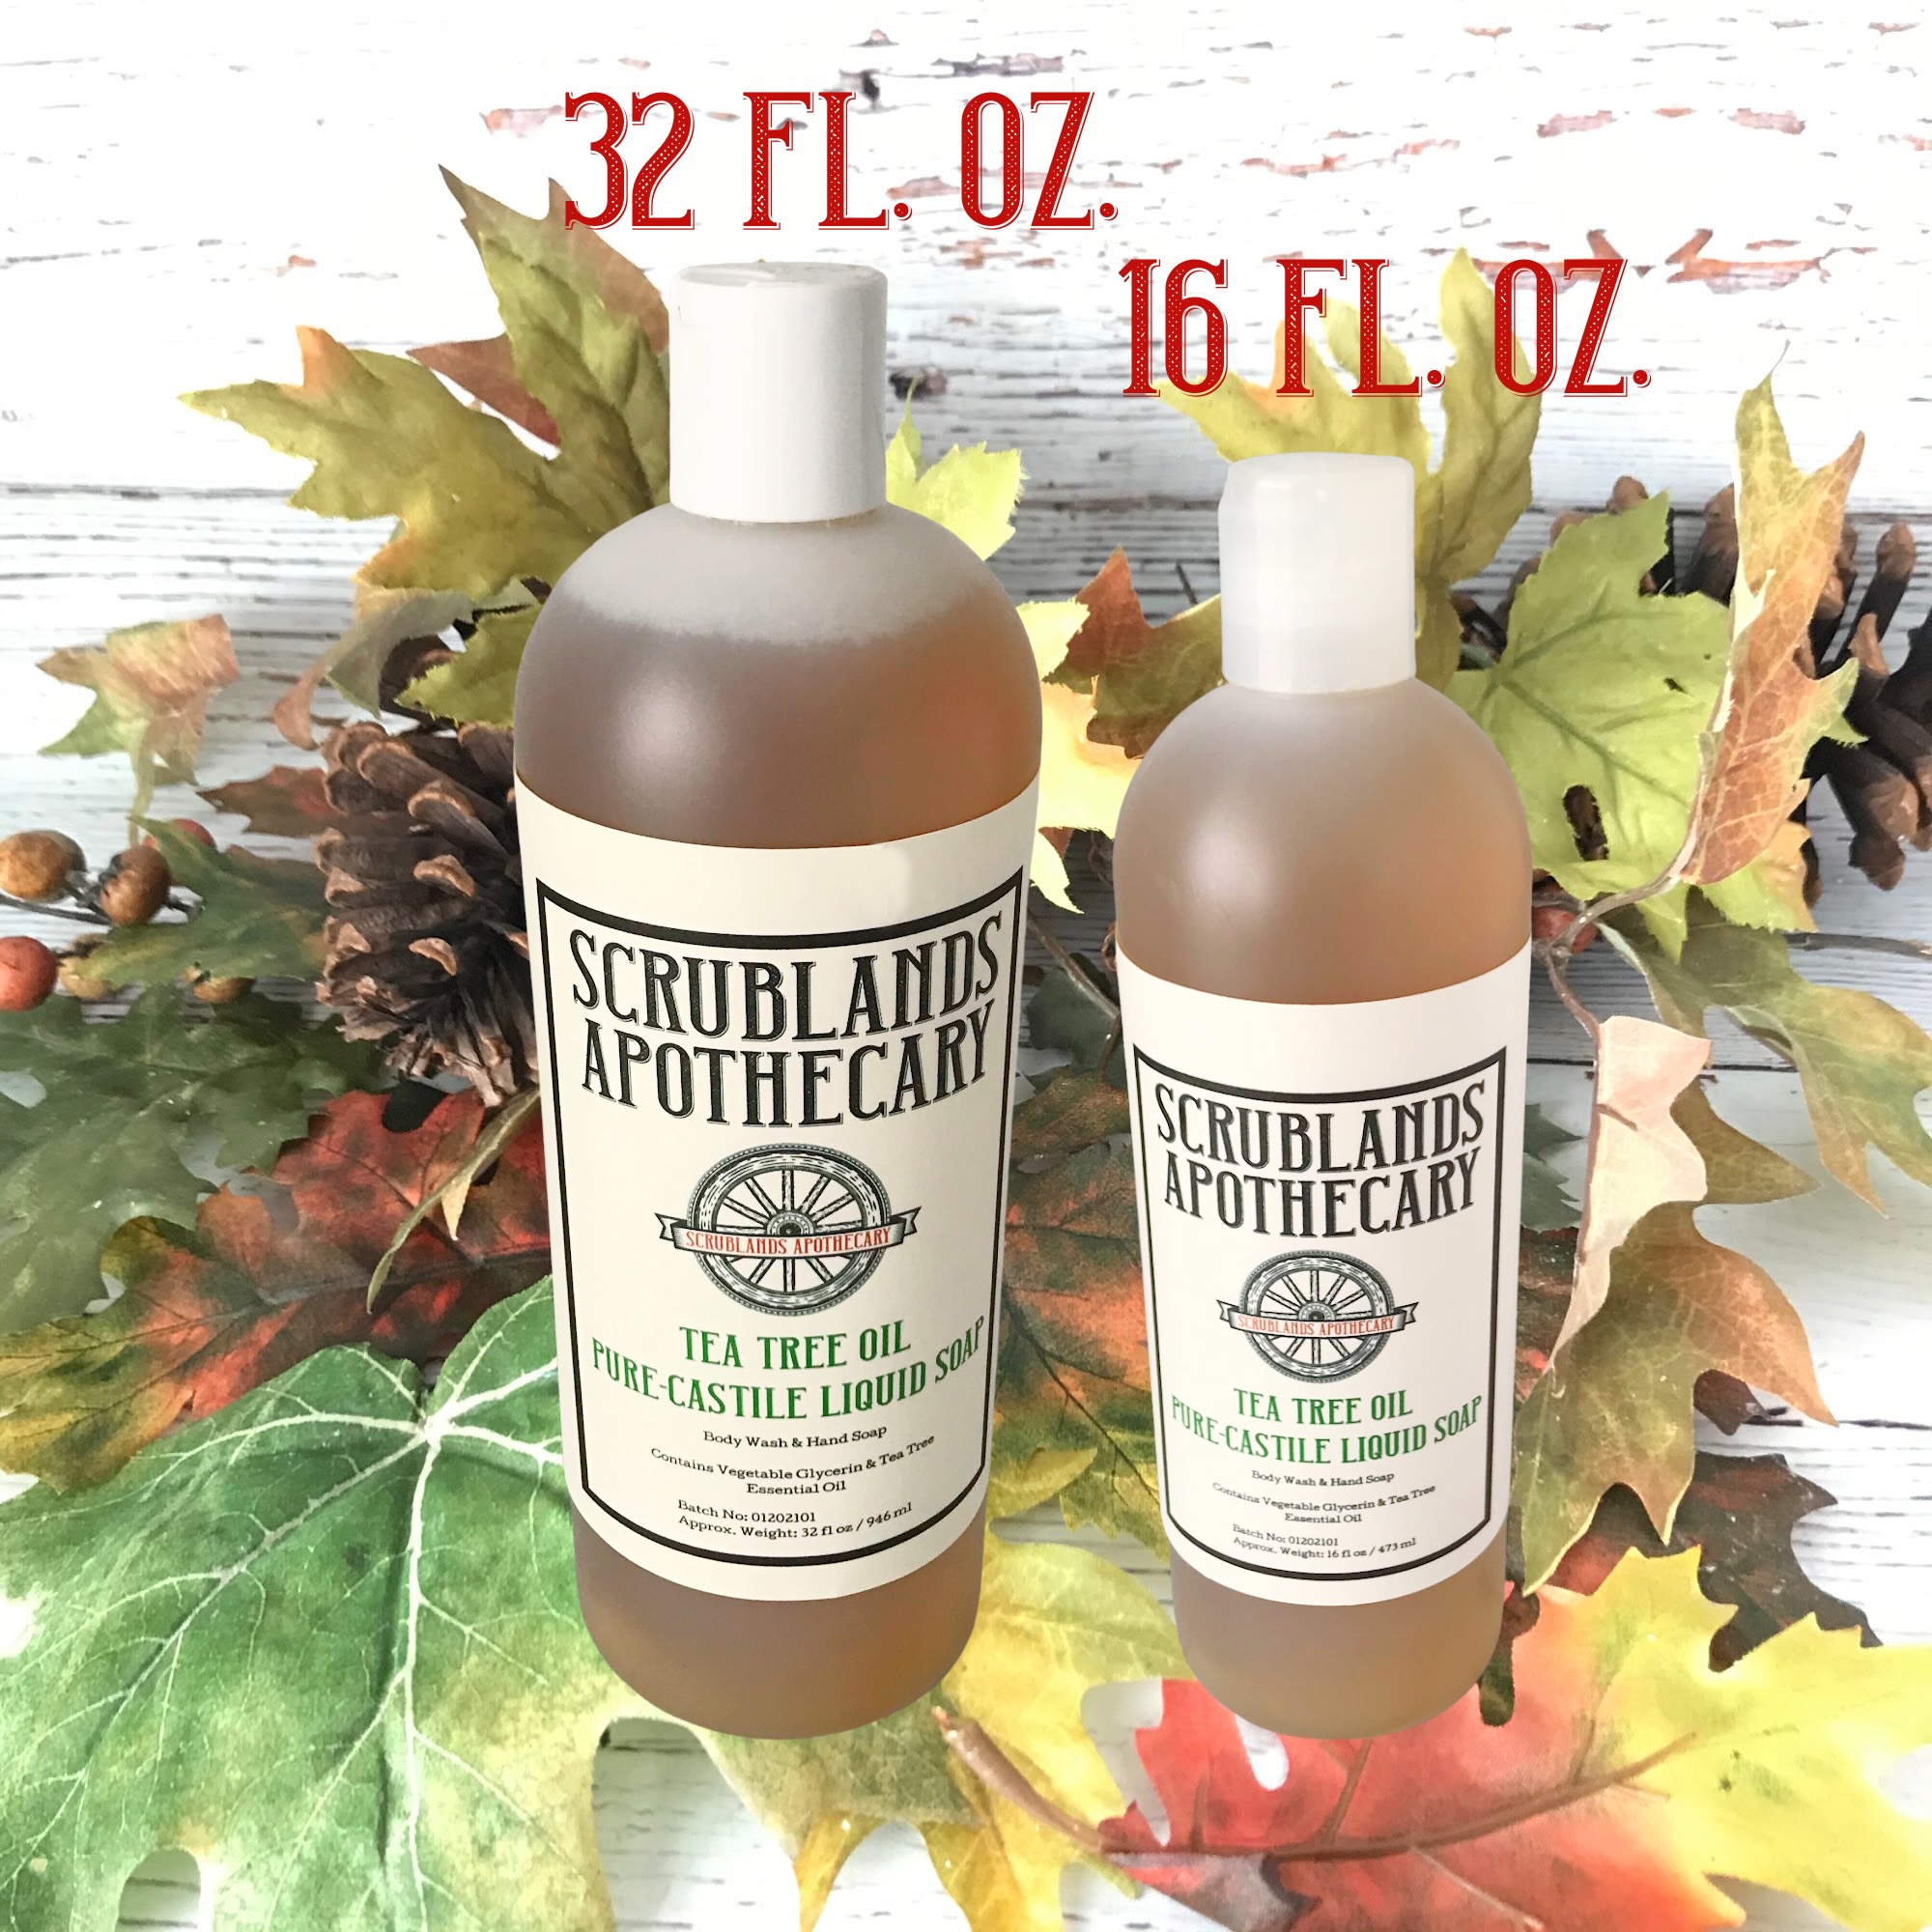 32 FL. OZ.
16 FL. OZ.
SCRUBLANDS
APOTHECARY
SCRUBLANDS APOTHECARY
TEA TREE OIL
PURE-CASTILE LIQUID SOAP
Body Wash & Hand Soap
Contains Vegetable Glycerin & Tea Tree
Essential Oil
Batch No: 01202101
Approx. Weight: 32 fl oz / 946 ml
SCRUBLANDS
APOTHECARY
SCRUBLANDS APOTHECARY
TEA TREE OIL
PURE-CASTILE LIQUID SOAP
Body Wash & Hand Soap
Contains Vegetable Glycerin & Tea Tree
Essential Oil
Batch No: 01202101
Approx. Weight: 16 fl oz / 473 ml